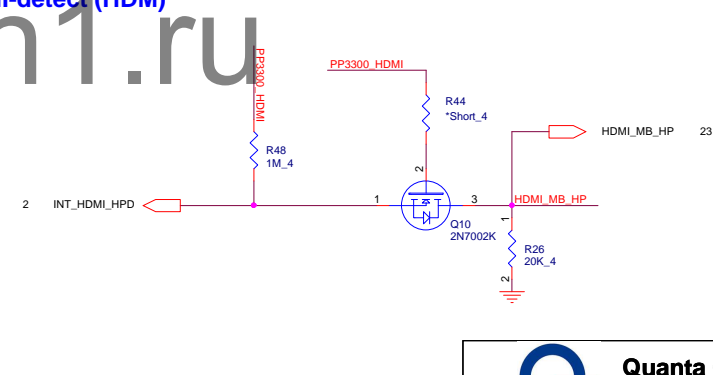 -detect (HDM)
n1.ru
PP3300_HDMI
PP3300_HDMI
R44
*Short_4
R48
1M_4
2
HDMI_MB_HP 23
2 INT_HDMI_HPD
1
3
HDMI_MB_HP
Q10
2N7002K
1
R26
20K_4
2
Quanta